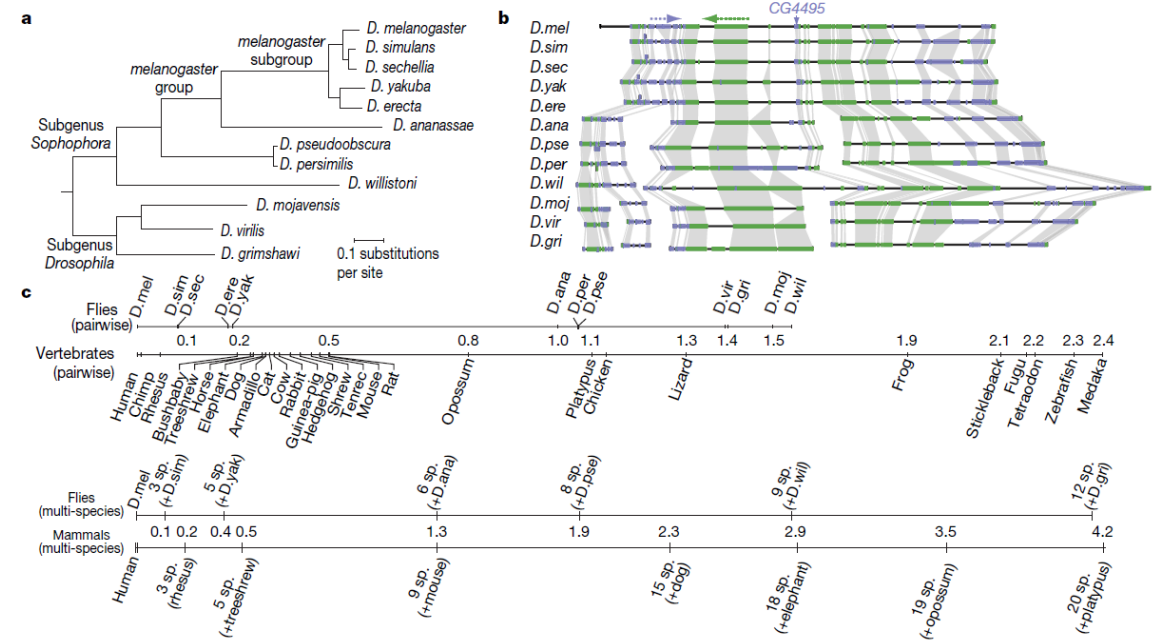 a
D. melanogaster
D. simulans
D. sechellia
D. yakuba
D. erecta
D. ananassae
D. pseudoobscura
D. persimilis
D. willistoni
D. mojavensis
D. virilis
D. grimshawi
melanogaster
subgroup
melanogaster
group
Subgenus
Sophophora
Subgenus
Drosophila
0.1 substitutions
per site
b
CG4495
D.mel
D.sim
D.sec
D.yak
D.ere
D.ana
D.pse
D.per
D.wil
D.moj
D.vir
D.gri
c
D.mel
D.sim
D.sec
D.ere
D.yak
D.ana
D.per
D.pse
D.vir
D.gri
D.moj
D.wil
Flies
(pairwise)
0.1 0.2 0.5 0.8 1.0 1.1 1.3 1.4 1.5 1.9 2.1 2.2 2.3 2.4
Vertebrates
(pairwise)
Human
Chimp
Rhesus
Bushbaby
Treeshrew
Horse
Elephant
Dog
Armadillo
Cat
Cow
Rabbit
Guinea-pig
Hedgehog
Shrew
Tenrec
Mouse
Rat
Opossum
Platypus
Chicken
Lizard
Frog
Stickleback
Fugu
Tetraodon
Zebrafish
Medaka
D.mel
3 sp.
(+D.sim)
5 sp.
(+D.yak)
6 sp.
(+D.ana)
8 sp.
(+D.pse)
9 sp.
(+D.wil)
12 sp.
(+D.gri)
Flies
(multi-species)
0.1 0.2 0.4 0.5 1.3 1.9 2.3 2.9 3.5 4.2
Mammals
(multi-species)
Human
3 sp.
(rhesus)
5 sp.
(+treeshrew)
9 sp.
(+mouse)
15 sp.
(+dog)
18 sp.
(+elephant)
19 sp.
(+opossum)
20 sp.
(+platypus)